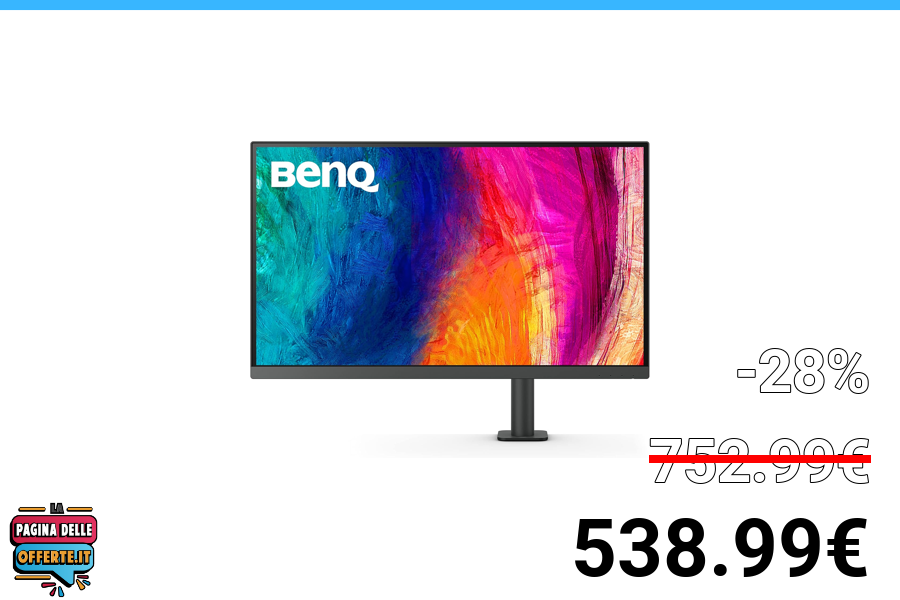 BenQ
-28%
752.99€
538.99€
LA
PAGINA DELLE
OFFERTE.IT